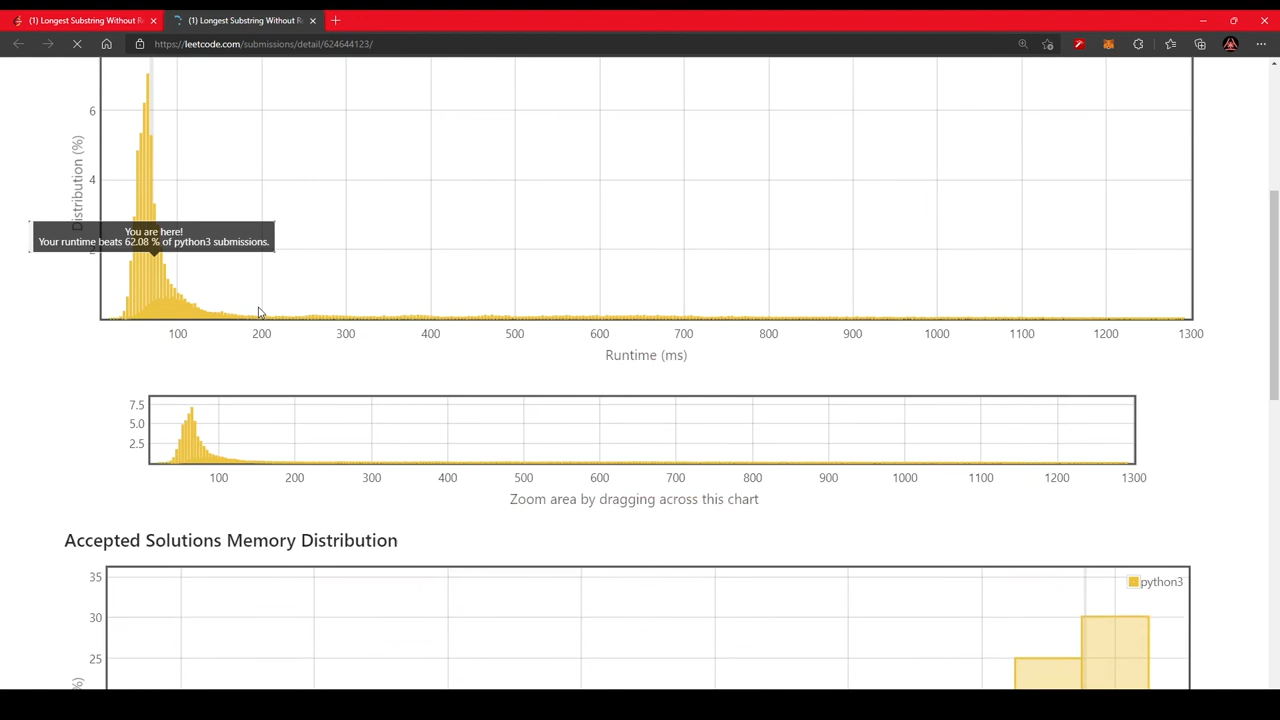 (1) Longest Substring Without R
(1) Longest Substring Without R
https://leetcode.com/submissions/detail/624644123/
6
4
2
Distribution (%)
You are here!
Your runtime beats 62.08 % of python3 submissions.
100 200 300 400 500 600 700 800 900 1000 1100 1200 1300
Runtime (ms)
7.5
5.0
2.5
100 200 300 400 500 600 700 800 900 1000 1100 1200 1300
Zoom area by dragging across this chart
Accepted Solutions Memory Distribution
python3
35
30
25
%)